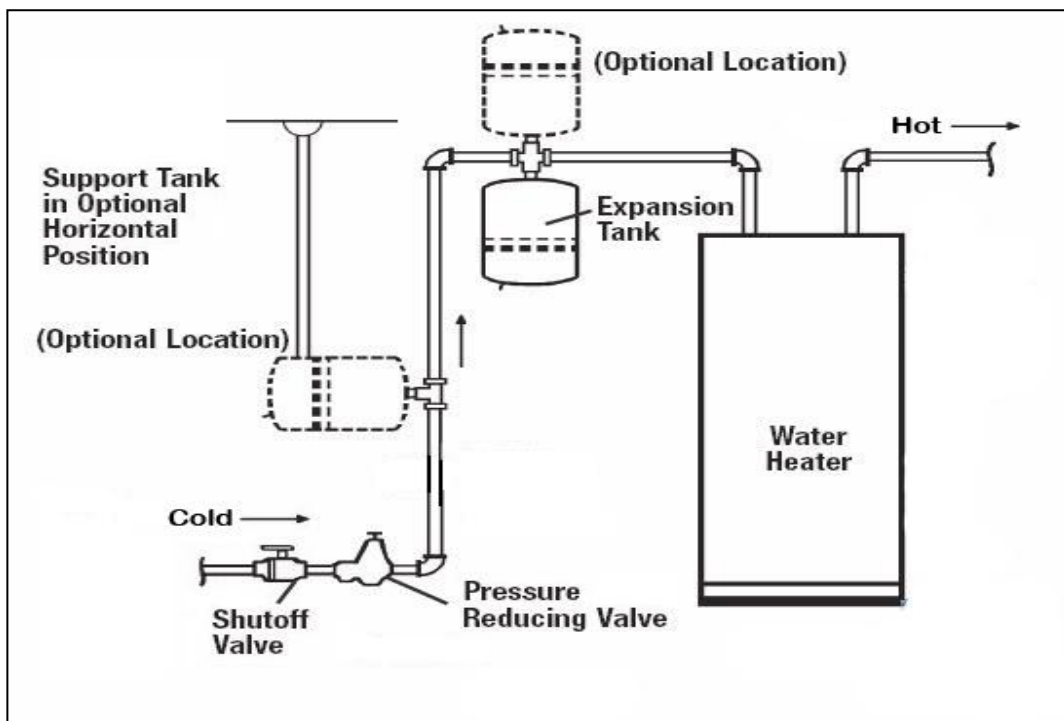 (Optional Location)
Hot
Support Tank
in Optional
Horizontal
Position
Expansion
Tank
(Optional Location)
Water
Heater
Cold
Pressure
Reducing Valve
Shutoff
Valve